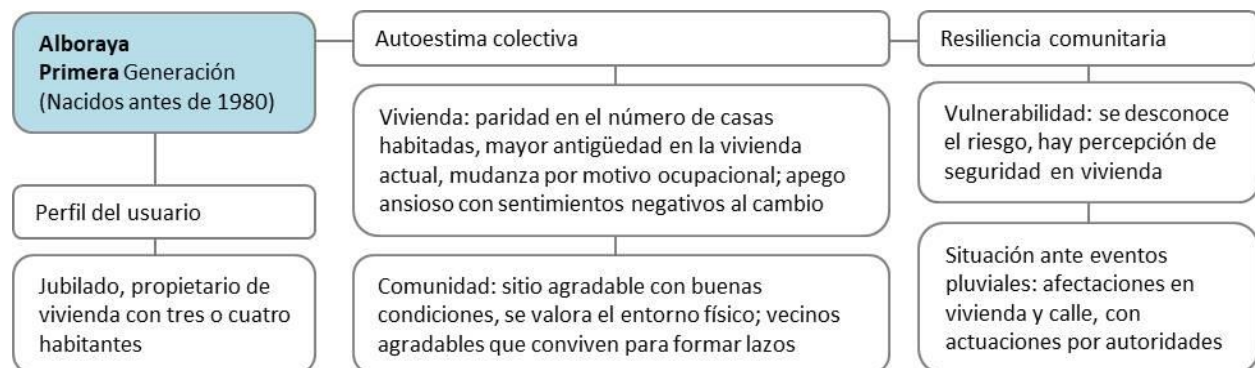 Alboraya
Primera Generación
(Nacidos antes de 1980)
Perfil del usuario
Jubilado, propietario de
vivienda con tres o cuatro
habitantes
Autoestima colectiva
Vivienda: paridad en el número de casas
habitadas, mayor antigüedad en la vivienda
actual, mudanza por motivo ocupacional; apego
ansioso con sentimientos negativos al cambio
Comunidad: sitio agradable con buenas
condiciones, se valora el entorno físico; vecinos
agradables que conviven para formar lazos
Resiliencia comunitaria
Vulnerabilidad: se desconoce
el riesgo, hay percepción de
seguridad en vivienda
Situación ante eventos
pluviales: afectaciones en
vivienda y calle, con
actuaciones por autoridades